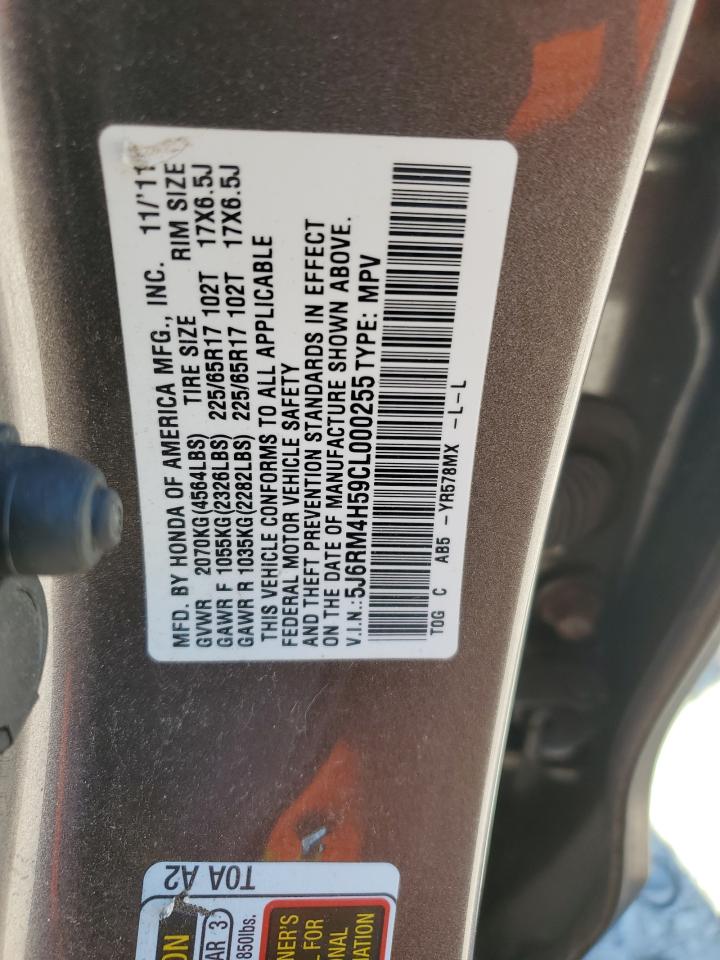 MFD. BY HONDA OF AMERICA MFG., INC. 11/'11
GVWR 2070KG(4564LBS) TIRE SIZE RIM SIZE
GAWR F 1055KG(2326LBS) 225/65R17 102T 17X6.5J
GAWR R 1035KG(2282LBS) 225/65R17 102T 17X6.5J
THIS VEHICLE CONFORMS TO ALL APPLICABLE
FEDERAL MOTOR VEHICLE SAFETY
AND THEFT PREVENTION STANDARDS IN EFFECT
ON THE DATE OF MANUFACTURE SHOWN ABOVE.
V.I.N.:5J6RM4H59CL000255 TYPE: MPV
T0G C AB5 -YR578MX -L-L
T0A A2
AR 3
850lbs.